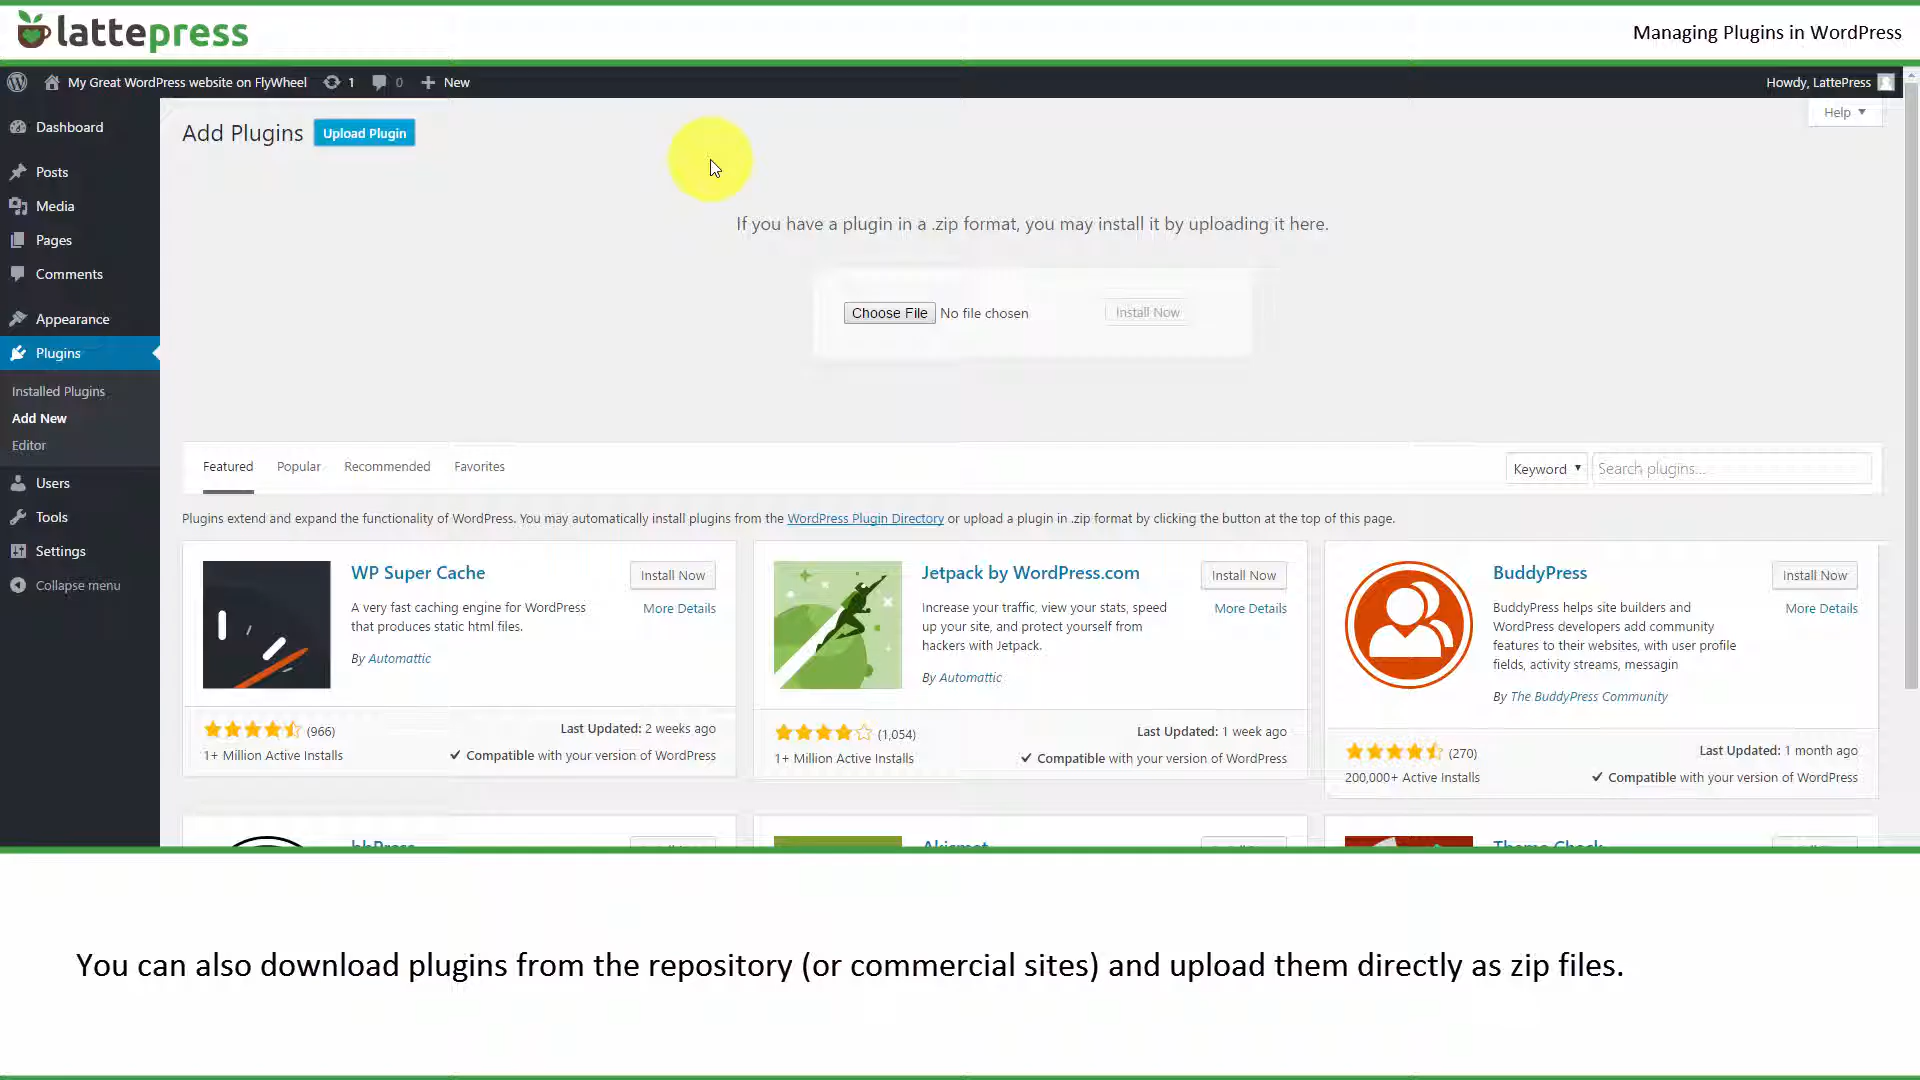 lattepress
Managing Plugins in WordPress
My Great WordPress website on FlyWheel 1 0 New
Howdy, LattePress
Help
Dashboard
Posts
Media
Pages
Comments
Appearance
Plugins
Installed Plugins
Add New
Editor
Users
Tools
Settings
Collapse menu
Add Plugins Upload Plugin
If you have a plugin in a .zip format, you may install it by uploading it here.
Choose File No file chosen Install Now
Featured Popular Recommended Favorites
Keyword Search plugins...
Plugins extend and expand the functionality of WordPress. You may automatically install plugins from the WordPress Plugin Directory or upload a plugin in .zip format by clicking the button at the top of this page.
WP Super Cache
Install Now
More Details
A very fast caching engine for WordPress
that produces static html files.
By Automattic
(966)
Last Updated: 2 weeks ago
1+ Million Active Installs
Compatible with your version of WordPress
Jetpack by WordPress.com
Install Now
More Details
Increase your traffic, view your stats, speed
up your site, and protect yourself from
hackers with Jetpack.
By Automattic
(1,054)
Last Updated: 1 week ago
1+ Million Active Installs
Compatible with your version of WordPress
BuddyPress
Install Now
More Details
BuddyPress helps site builders and
WordPress developers add community
features to their websites, with user profile
fields, activity streams, messagin
By The BuddyPress Community
(270)
Last Updated: 1 month ago
200,000+ Active Installs
Compatible with your version of WordPress
bbPress
Akismet
Theme Check
You can also download plugins from the repository (or commercial sites) and upload them directly as zip files.